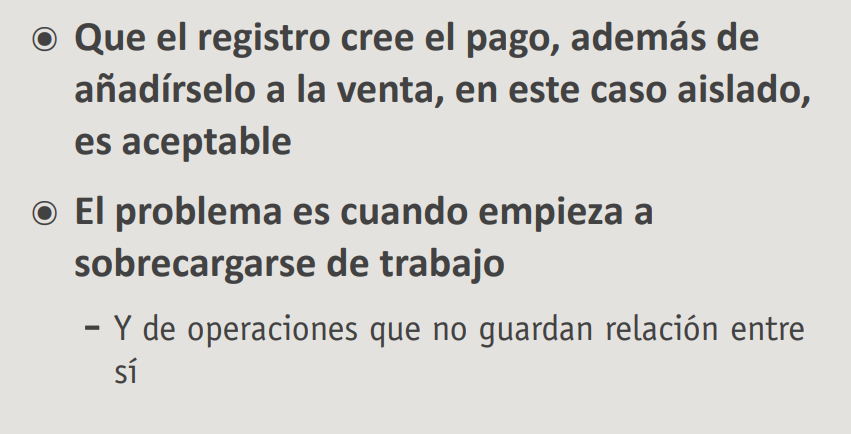 ◉ Que el registro cree el pago, además de
añadírselo a la venta, en este caso aislado,
es aceptable
◉ El problema es cuando empieza a
sobrecargarse de trabajo
– Y de operaciones que no guardan relación entre
sí